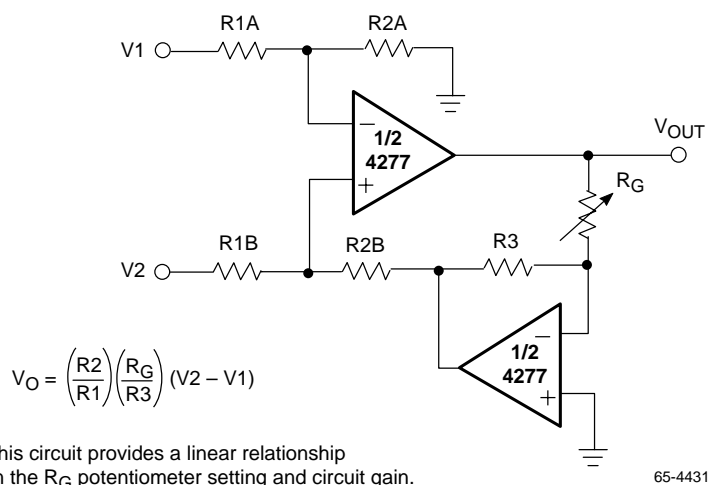 R1A
R2A
V1
−
1/2
4277
+
VOUT
RG
R1B
R2B
R3
V2
−
1/2
4277
+
VO = (R2/R1) (RG/R3) (V2 – V1)
his circuit provides a linear relationship
n the RG potentiometer setting and circuit gain.
65-4431